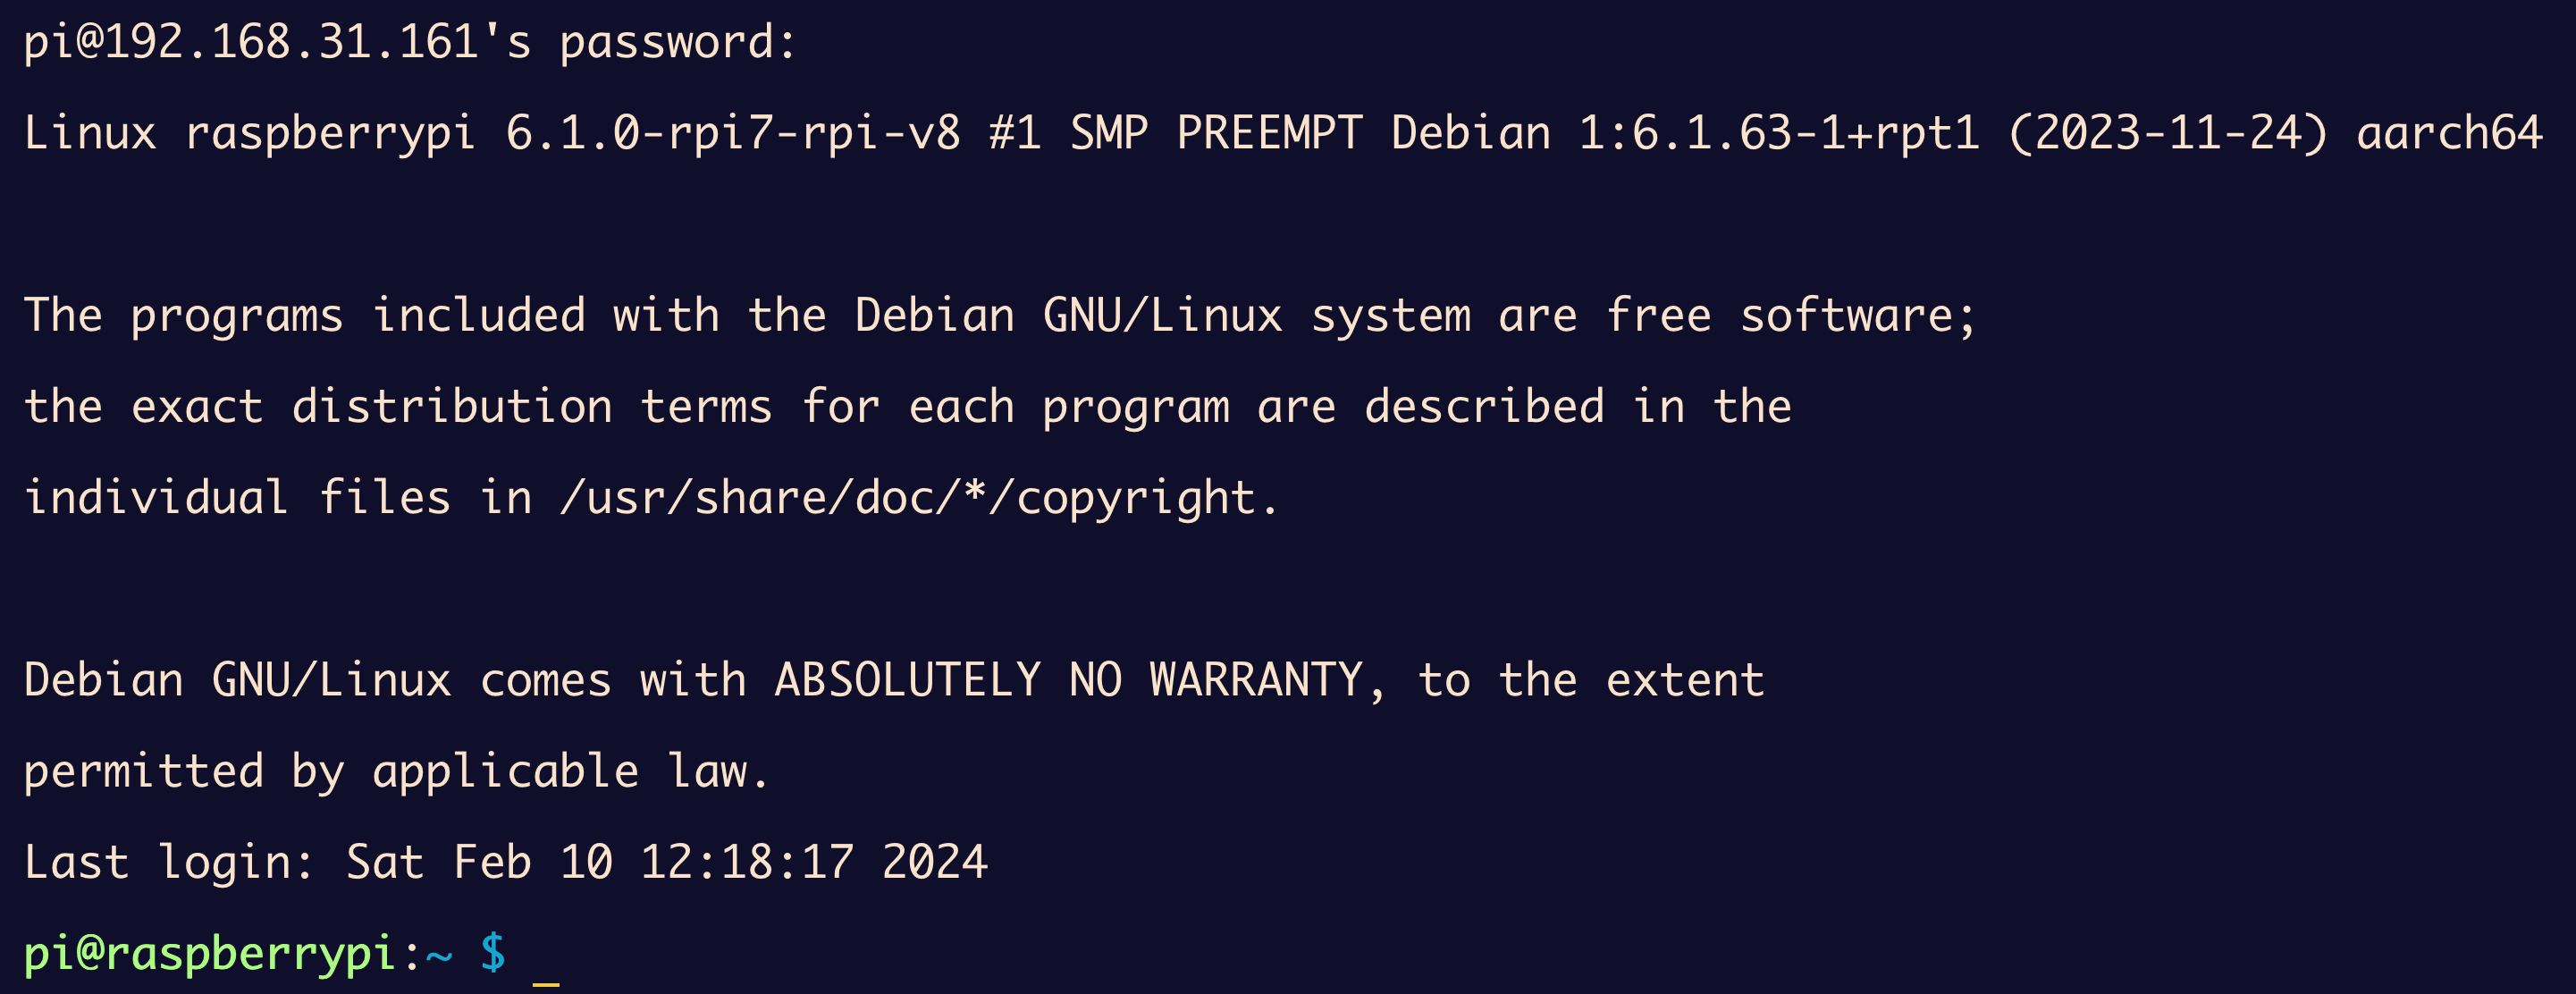 pi@192.168.31.161's password:
Linux raspberrypi 6.1.0-rpi7-rpi-v8 #1 SMP PREEMPT Debian 1:6.1.63-1+rpt1 (2023-11-24) aarch64
The programs included with the Debian GNU/Linux system are free software;
the exact distribution terms for each program are described in the
individual files in /usr/share/doc/*/copyright.
Debian GNU/Linux comes with ABSOLUTELY NO WARRANTY, to the extent
permitted by applicable law.
Last login: Sat Feb 10 12:18:17 2024
pi@raspberrypi:~ $ _